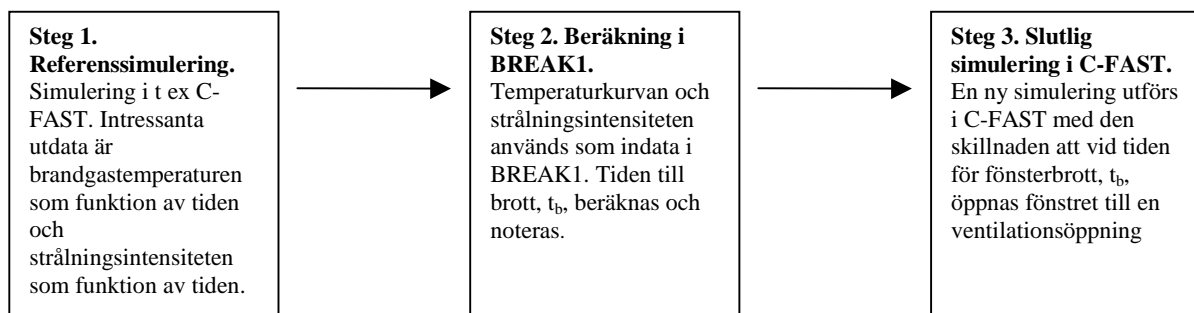 Steg 1.
Referenssimulering.
Simulering i t ex C-
FAST. Intressanta
utdata är
brandgastemperaturen
som funktion av tiden
och
strålningsintensiteten
som funktion av tiden.
Steg 2. Beräkning i
BREAK1.
Temperaturkurvan och
strålningsintensiteten
används som indata i
BREAK1. Tiden till
brott, t_b, beräknas och
noteras.
Steg 3. Slutlig
simulering i C-FAST.
En ny simulering utförs
i C-FAST med den
skillnaden att vid tiden
för fönsterbrott, t_b,
öppnas fönstret till en
ventilationsöppning